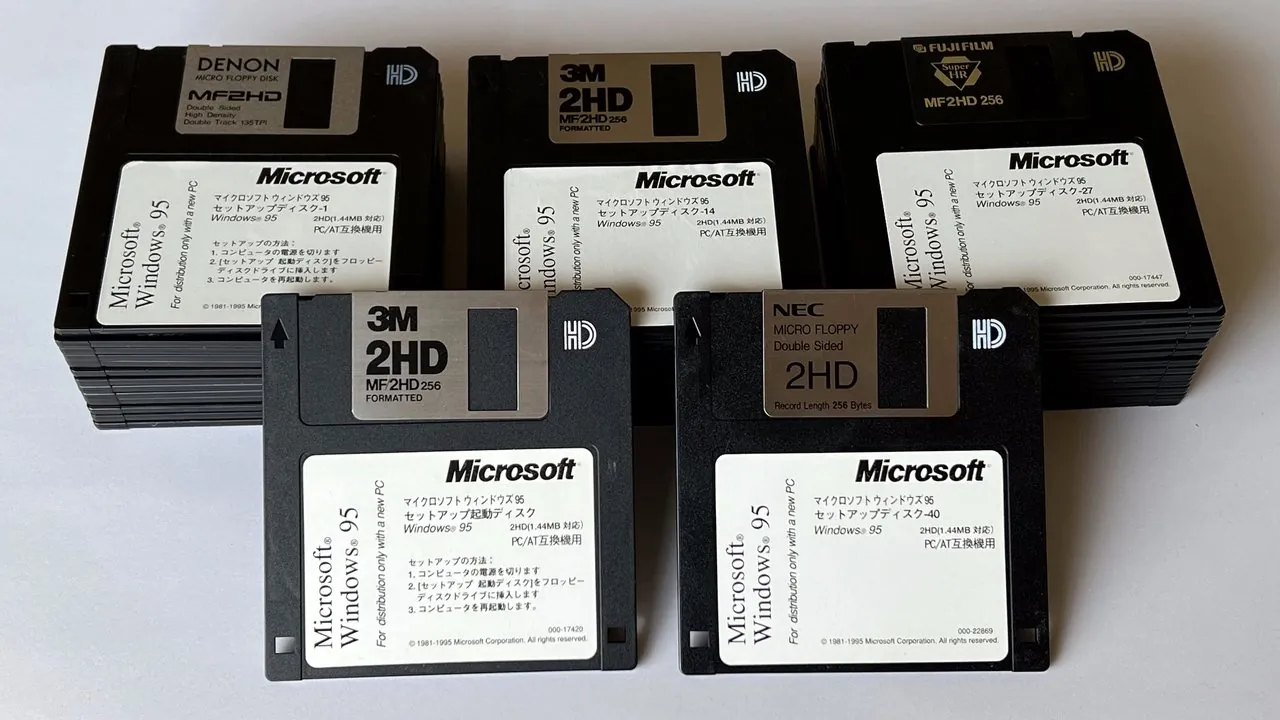 DENON
MICRO FLOPPY DISK
MF2HD
Double Sided
High Density
Double Track 135TPI
HD
Microsoft®
Windows® 95
For distribution only with a new PC
Microsoft
マイクロソフト ウィンドウズ 95
セットアップディスク-1
Windows® 95 2HD(1.44MB 対応)
PC/AT互換機用
セットアップの方法：
1. コンピュータの電源を切ります
2. [セットアップ 起動ディスク]をフロッピー
ディスクドライブに挿入します
3. コンピュータを再起動します。
© 1981-1995 Microsoft Corporation. All rights reserved.
3M
2HD
MF2HD 256
FORMATTED
HD
Microsoft®
Windows® 95
distribution only with a new PC
Microsoft
マイクロソフト ウィンドウズ 95
セットアップディスク-14
Windows® 95 2HD(1.44MB 対応)
PC/AT互換機用
1995 Microsoft Corporation. All rights reserved.
FUJIFILM
Super
HR
MF2HD 256
HD
Microsoft®
Windows® 95
For distribution only with a new PC
Microsoft
マイクロソフト ウィンドウズ 95
セットアップディスク-27
Windows® 95 2HD(1.44MB 対応)
PC/AT互換機用
000-17447
© 1981-1995 Microsoft Corporation. All rights reserved.
3M
2HD
MF2HD 256
FORMATTED
HD
Microsoft®
Windows® 95
For distribution only with a new PC
Microsoft
マイクロソフト ウィンドウズ 95
セットアップ起動ディスク
Windows® 95 2HD(1.44MB 対応)
PC/AT互換機用
セットアップの方法：
1. コンピュータの電源を切ります
2. [セットアップ 起動ディスク]をフロッピー
ディスクドライブに挿入します
3. コンピュータを再起動します。
000-17420
© 1981-1995 Microsoft Corporation. All rights reserved.
NEC
MICRO FLOPPY
Double Sided
2HD
Record Length 256 Bytes
HD
Microsoft®
Windows® 95
For distribution only with a new PC
Microsoft
マイクロソフト ウィンドウズ 95
セットアップディスク-40
Windows® 95 2HD(1.44MB 対応)
PC/AT互換機用
000-22869
© 1981-1995 Microsoft Corporation. All rights reserved.